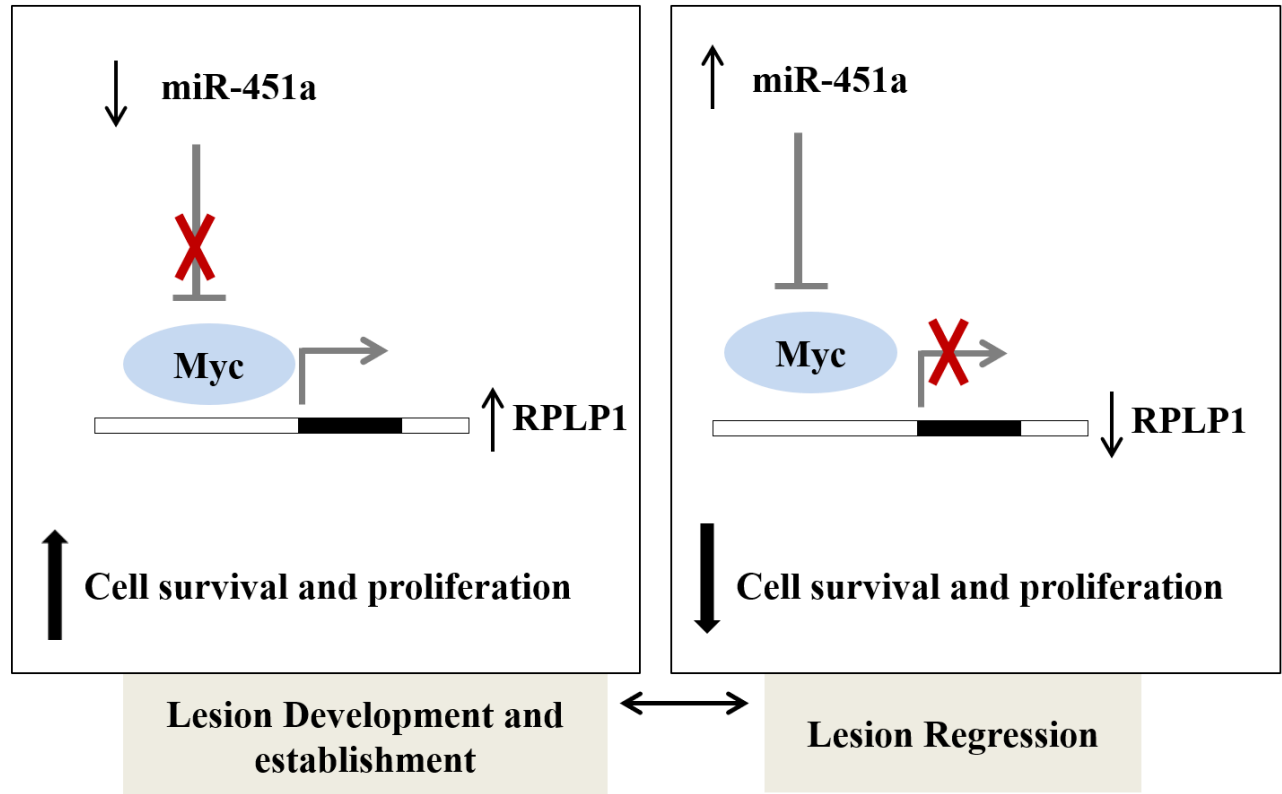 miR-451a
Myc
RPLP1
Cell survival and proliferation
Lesion Development and
establishment
miR-451a
Myc
RPLP1
Cell survival and proliferation
Lesion Regression